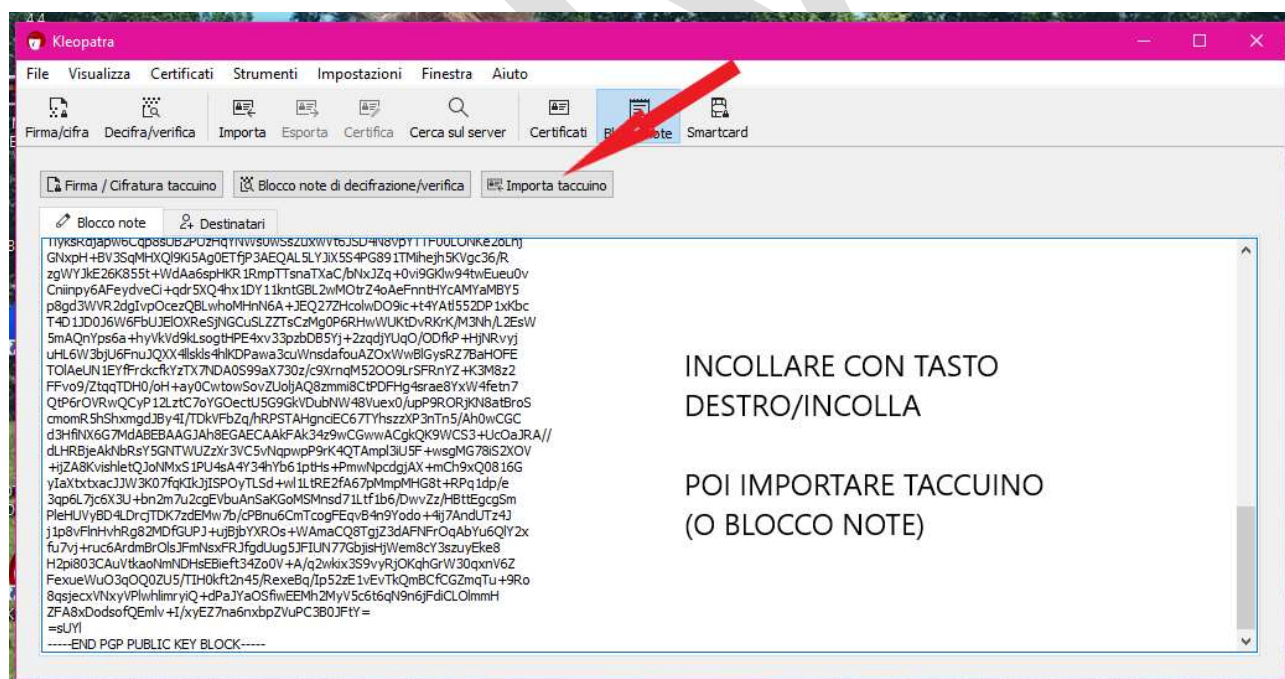 Kleopatra
File Visualizza Certificati Strumenti Impostazioni Finestra Aiuto
Firma/cifra Decifra/verifica Importa Esporta Certifica Cerca sul server Certificati Smartcard
Firma / Cifratura taccuino Blocco note di decifrazione/verifica Importa taccuino
Blocco note Destinatari
GNxpH+BV3SqMHXQl9Ki5Ag0ETfjP3AEQAL5LYJiX5S4PG891TMihejh5KVgc36/R
zgWYJkE26K855t+WdAa6spHKR1RmpTTsnaTXaC/bNxJZq+0vi9GKlw94twEueu0v
Cniinpy6AFeydveCi+qdr5XQ4hx1DY11kntGBL2wMOtrZ4oAeFnntHYcAMYaMBY5
p8gd3WVR2dgIvpOcezQBLwhoMHnN6A+JEQ27ZHcolwDO9ic+t4YAtl552DP1xKbc
T4D1JD0J6W6FbUJElOXReSjNGCuSLZZTsCzMg0P6RHwWUKtDvRKrK/M3Nh/L2EsW
5mAQnYps6a+hyVkVd9kLsogtHPE4xv33pzbDB5Yj+2zqdjYUqO/ODfkP+HjNRvyj
uHL6W3bjU6FnuJQXX4llskls4hlKDPawa3cuWnsdafouAZOxWwBlGysRZ7BaHOFE
TOlAeUN1EYfFrckcfkYzTX7NDA0S99aX730z/c9XrnqM52OO9LrSFRnYZ+K3M8z2
FFvo9/ZtqqTDH0/oH+ay0CwtowSovZUoljAQ8zmmi8CtPDFHg4srae8YxW4fetn7
QtP6rOVRwQCyP12LztC7oYGOectU5G9GkVDubNW48Vuex0/upP9RORjKN8atBroS
cmomR5hShxmgdJBy4I/TDkVFbZq/hRPSTAHgnciEC67TYhszzXP3nTn5/Ah0wCGC
d3HfiNX6G7MdABEBAAGJAh8EGAECAAkFAk34z9wCGwwACgkQK9WCS3+UcOaJRA//
dLHRBjeAkNbRsY5GNTWUZzXr3VC5vNqpwpP9rK4QTAmpl3iU5F+wsgMG78iS2XOV
+ijZA8KvishletQJoNMxS1PU4sA4Y34hYb61ptHs+PmwNpcdgjAX+mCh9xQ0816G
yIaXtxtxacJJW3K07fqKIkJjISPOyTLSd+wl1LtRE2fA67pMmpMHG8t+RPq1dp/e
3qp6L7jc6X3U+bn2m7u2cgEVbuAnSaKGoMSMnsd71Ltf1b6/DwvZz/HBttEgcgSm
PleHUVyBD4LDrcjTDK7zdEMw7b/cPBnu6CmTcogFEqvB4n9Yodo+4ij7AndUTz4J
j1p8vFlnHvhRg82MDfGUPJ+ujBjbYXROs+WAmaCQ8TgjZ3dAFNFrOqAbYu6QlY2x
fu7vj+ruc6ArdmBrOlsJFmNsxFRJfgdUug5JFIUN77GbjisHjWem8cY3szuyEke8
H2pi803CAuVtkaoNmNDHsEBieft34Zo0V+A/q2wkix3S9vyRjOKqhGrW30qxnV6Z
FexueWuO3qOQ0ZU5/TIH0kft2n45/RexeBq/Ip52zE1vEvTkQmBCfCGZmqTu+9Ro
8qsjecxVNxyVPlwhlimryiQ+dPaJYaOSfiwEEMh2MyV5c6t6qN9n6jFdiCLOlmmH
ZFA8xDodsofQEmlv+I/xyEZ7na6nxbpZVuPC3B0JFtY=
=sUYl
-----END PGP PUBLIC KEY BLOCK-----
INCOLLARE CON TASTO
DESTRO/INCOLLA
POI IMPORTARE TACCUINO
(O BLOCCO NOTE)